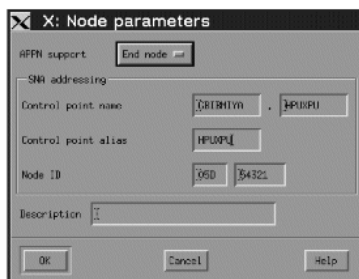 X: Node parameters
APPN support End node
SNA addressing
Control point name GBIBMIYA . HPUXPU
Control point alias HPUXPU
Node ID 05D 54321
Description
OK Cancel Help